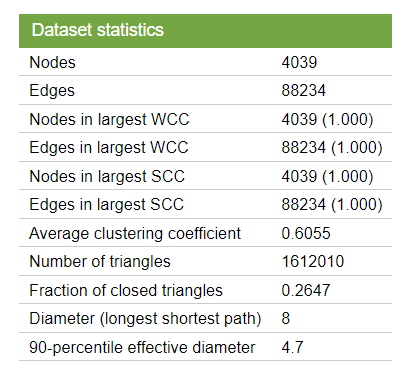 Dataset statistics
Nodes 4039
Edges 88234
Nodes in largest WCC 4039 (1.000)
Edges in largest WCC 88234 (1.000)
Nodes in largest SCC 4039 (1.000)
Edges in largest SCC 88234 (1.000)
Average clustering coefficient 0.6055
Number of triangles 1612010
Fraction of closed triangles 0.2647
Diameter (longest shortest path) 8
90-percentile effective diameter 4.7